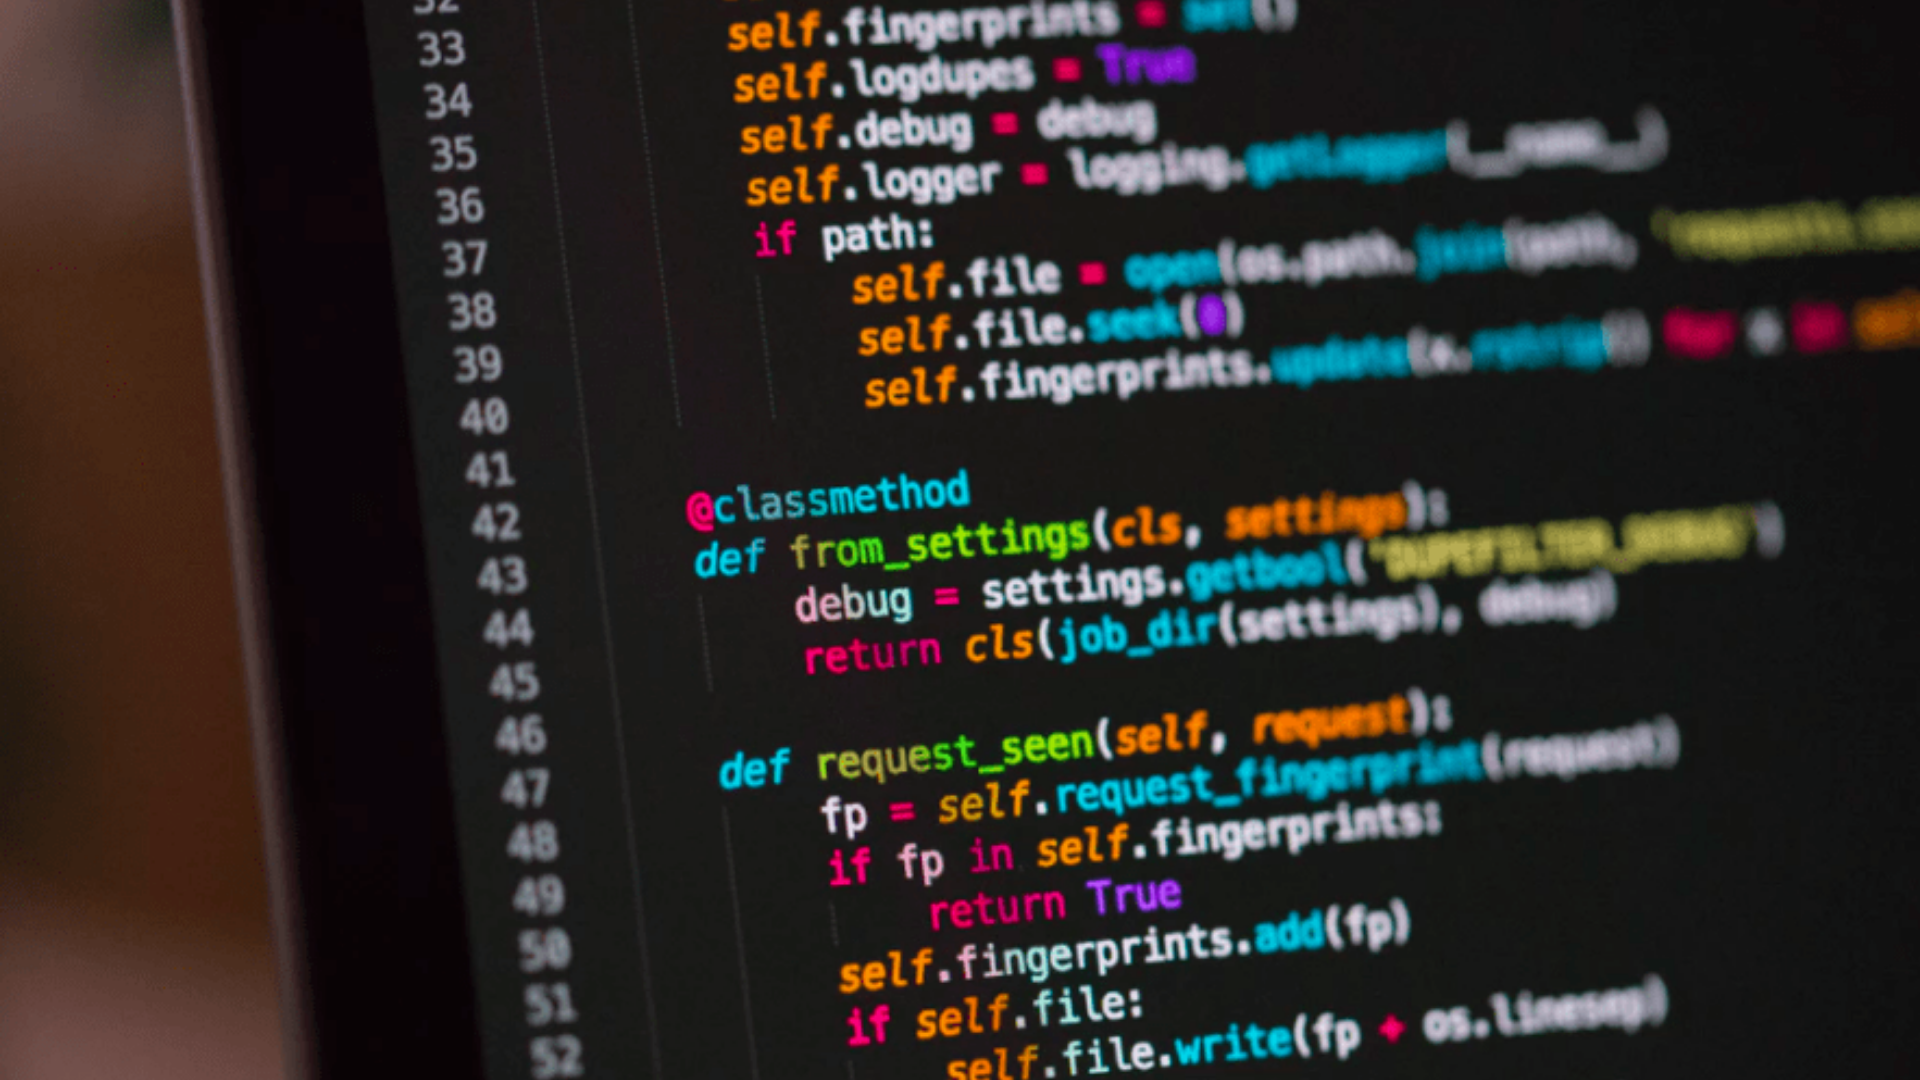 32
33 self.fingerprints = set()
34 self.logdupes = True
35 self.debug = debug
36 self.logger = logging.getLogger(__name__)
37 if path:
38 self.file = open(os.path.join(path,
39 self.file.seek(0)
40 self.fingerprints.update(x.rstrip() for x in
41
42 @classmethod
43 def from_settings(cls, settings):
44 debug = settings.getbool('DUPEFILTER_DEBUG')
45 return cls(job_dir(settings), debug)
46
47 def request_seen(self, request):
48 fp = self.request_fingerprint(request)
49 if fp in self.fingerprints:
50 return True
51 self.fingerprints.add(fp)
52 if self.file:
self.file.write(fp + os.linesep)